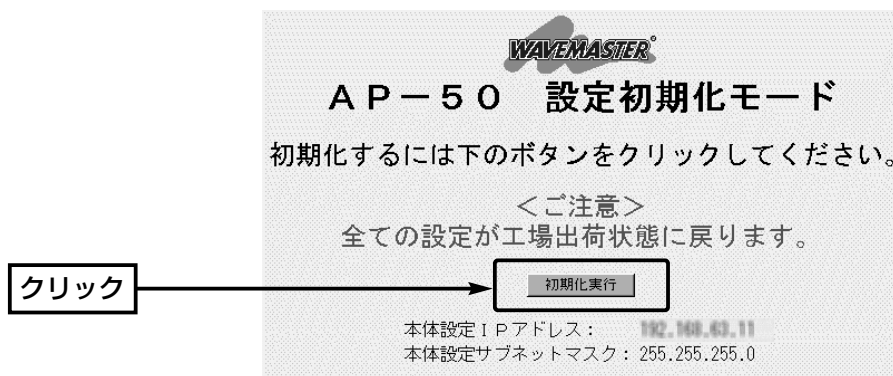 WAVEMASTER
AP－50　設定初期化モード
初期化するには下のボタンをクリックしてください。
＜ご注意＞
全ての設定が工場出荷状態に戻ります。
クリック
初期化実行
本体設定ＩＰアドレス：
本体設定サブネットマスク：255.255.255.0